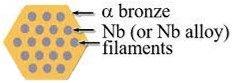 α bronze
Nb (or Nb alloy)
filaments